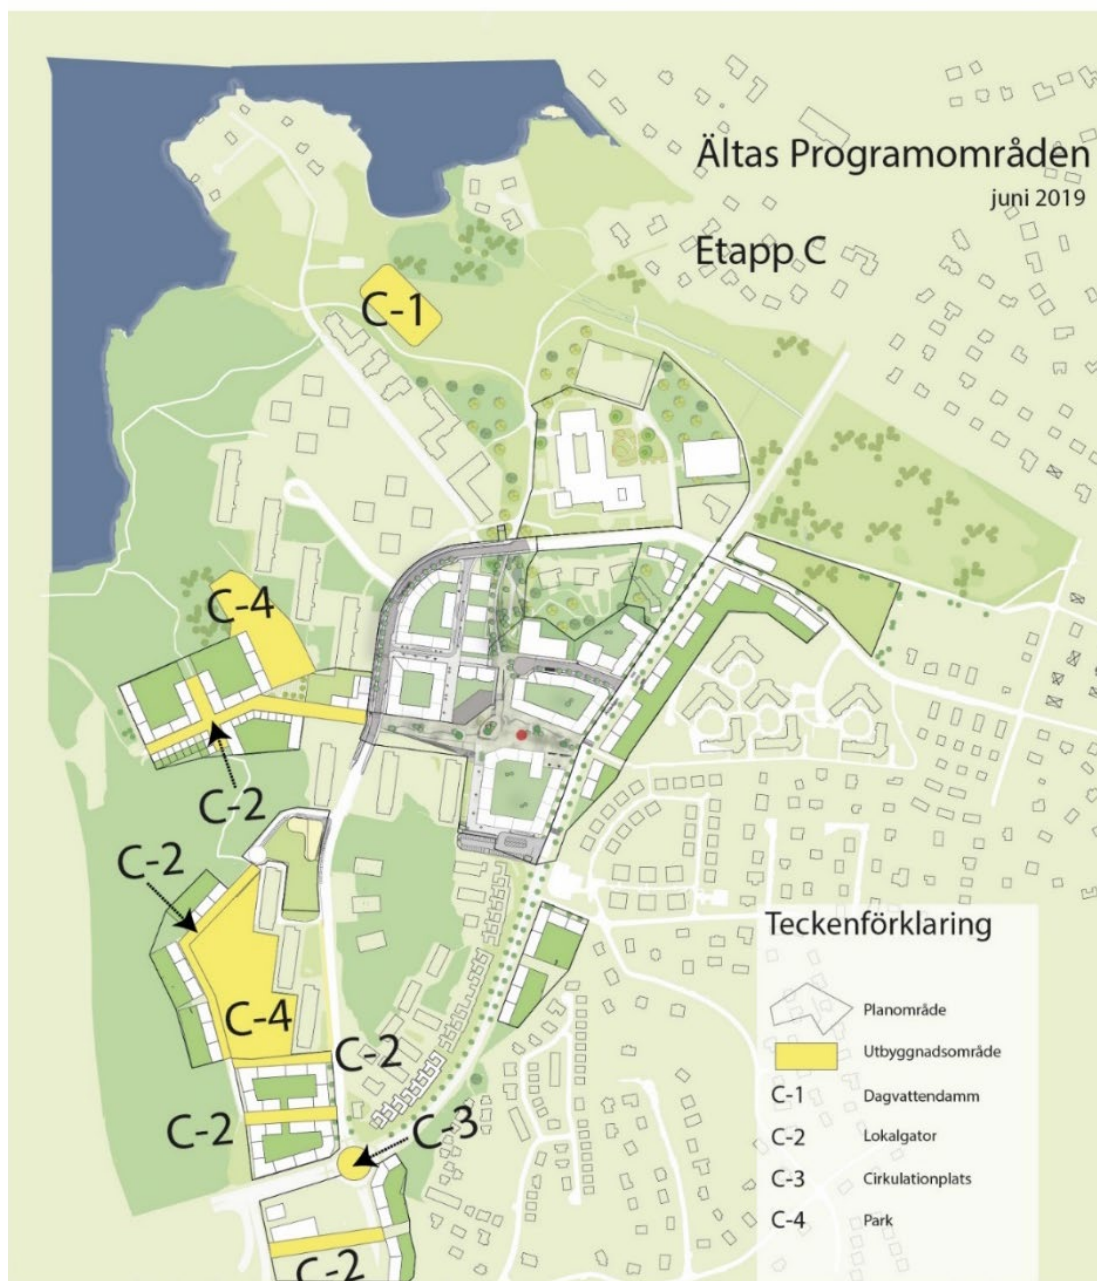 Ältas Programområden
juni 2019
Etapp C
C-1
C-4
C-2
C-2
C-4
C-2
C-2
C-3
C-2
Teckenförklaring
Planområde
Utbyggnadsområde
C-1 Dagvattendamm
C-2 Lokalgator
C-3 Cirkulationplats
C-4 Park